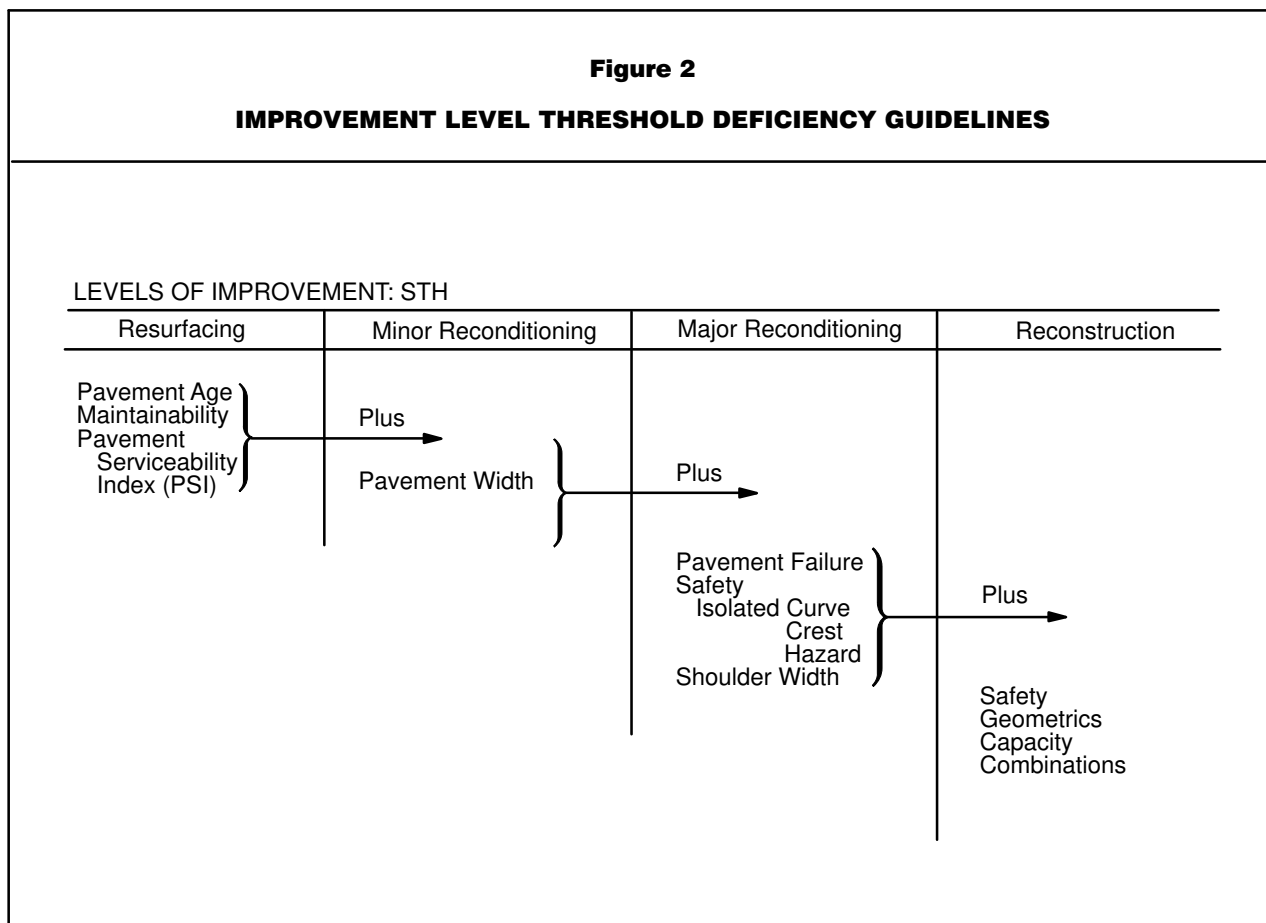 Figure 2
IMPROVEMENT LEVEL THRESHOLD DEFICIENCY GUIDELINES
LEVELS OF IMPROVEMENT: STH
Resurfacing
Minor Reconditioning
Major Reconditioning
Reconstruction
Pavement Age
Maintainability
Pavement
Serviceability
Index (PSI)
Plus
Pavement Width
Plus
Pavement Failure
Safety
Isolated Curve
Crest
Hazard
Shoulder Width
Plus
Safety
Geometrics
Capacity
Combinations